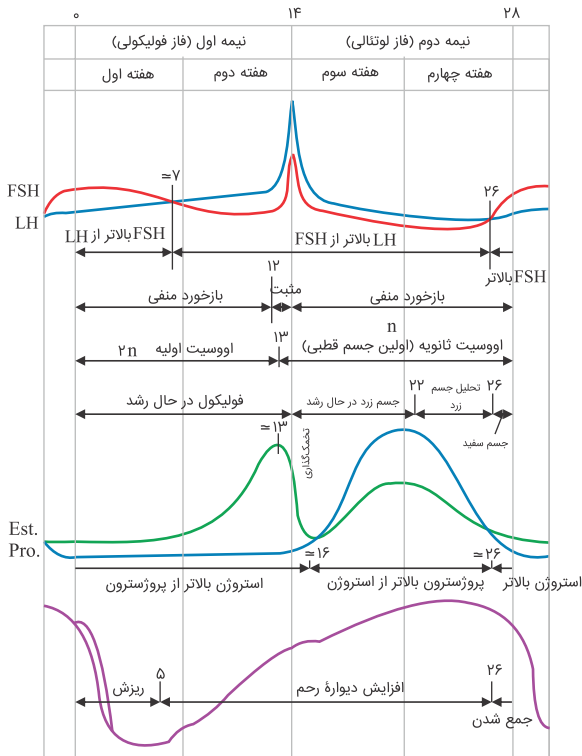 ۰ ۱۴ ۲۸
نیمه اول (فاز فولیکولی) نیمه دوم (فاز لوتئالی)
هفته اول هفته دوم هفته سوم هفته چهارم
≃۷
FSH
۲۶
LH
FSH بالاتر از LH
LH بالاتر از FSH
FSH بالاتر
۱۲
بازخورد منفی مثبت بازخورد منفی
n
۱۳
۲n اووسیت اولیه
اووسیت ثانویه (اولین جسم قطبی)
۲۲ تحلیل جسم زرد ۲۶
فولیکول در حال رشد جسم زرد در حال رشد
≃۱۳
تخمک‌گذاری
جسم سفید
Est.
Pro.
≃۱۶ ≃۲۶
استروژن بالاتر از پروژسترون پروژسترون بالاتر از استروژن استروژن بالاتر
۵ ۲۶
ریزش افزایش دیوارهٔ رحم
جمع شدن